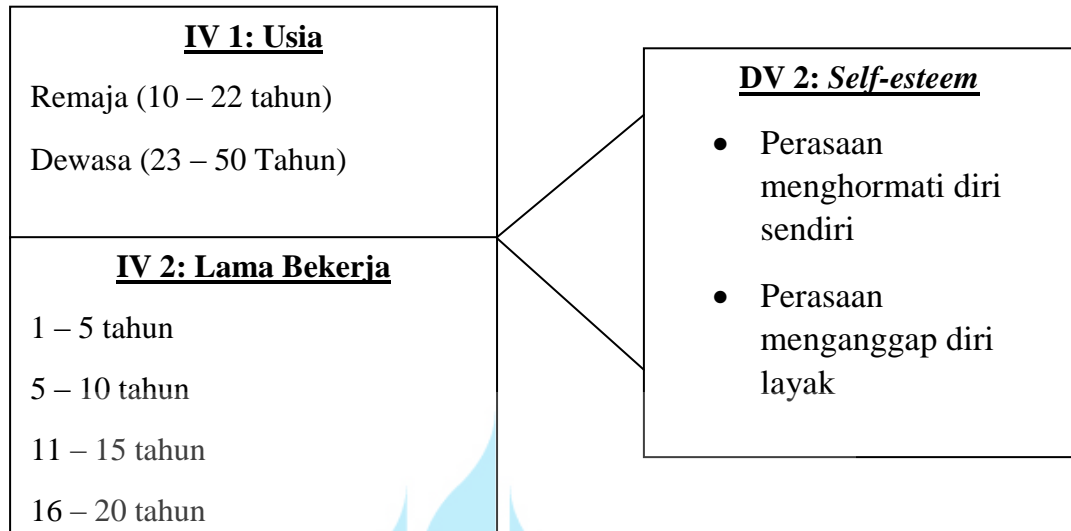 IV 1: Usia
Remaja (10 – 22 tahun)
Dewasa (23 – 50 Tahun)
IV 2: Lama Bekerja
1 – 5 tahun
5 – 10 tahun
11 – 15 tahun
16 – 20 tahun
DV 2: Self-esteem
• Perasaan
menghormati diri
sendiri
• Perasaan
menganggap diri
layak